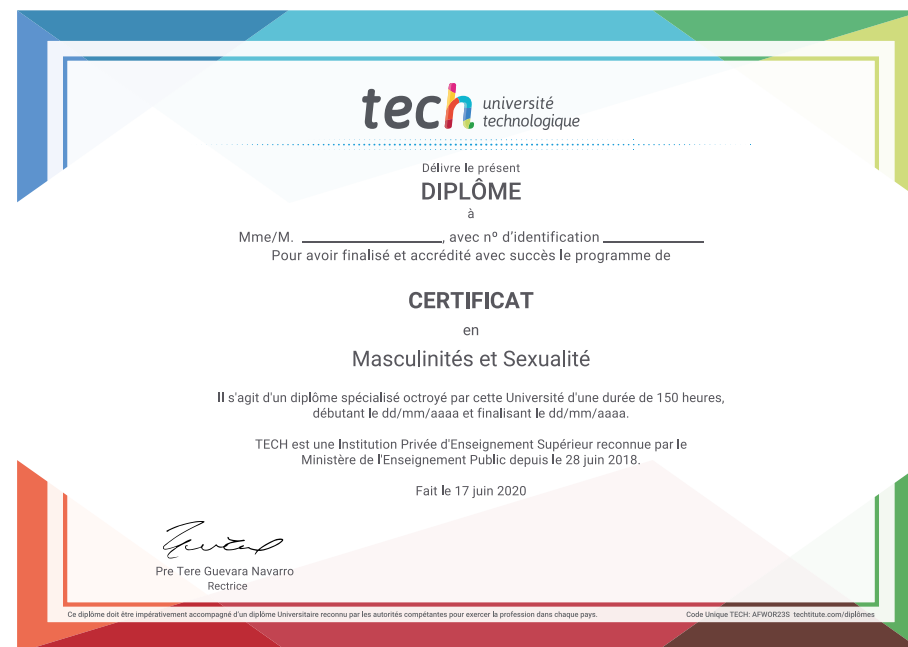 tech université
technologique
Délivre le présent
DIPLÔME
à
Mme/M. ____________________, avec nº d'identification ______________
Pour avoir finalisé et accrédité avec succès le programme de
CERTIFICAT
en
Masculinités et Sexualité
Il s'agit d'un diplôme spécialisé octroyé par cette Université d'une durée de 150 heures,
débutant le dd/mm/aaaa et finalisant le dd/mm/aaaa.
TECH est une Institution Privée d'Enseignement Supérieur reconnue par le
Ministère de l'Enseignement Public depuis le 28 juin 2018.
Fait le 17 juin 2020
Pre Tere Guevara Navarro
Rectrice
Ce diplôme doit être impérativement accompagné d'un diplôme Universitaire reconnu par les autorités compétentes pour exercer la profession dans chaque pays.
Code Unique TECH: AFWOR23S techtitute.com/diplômes